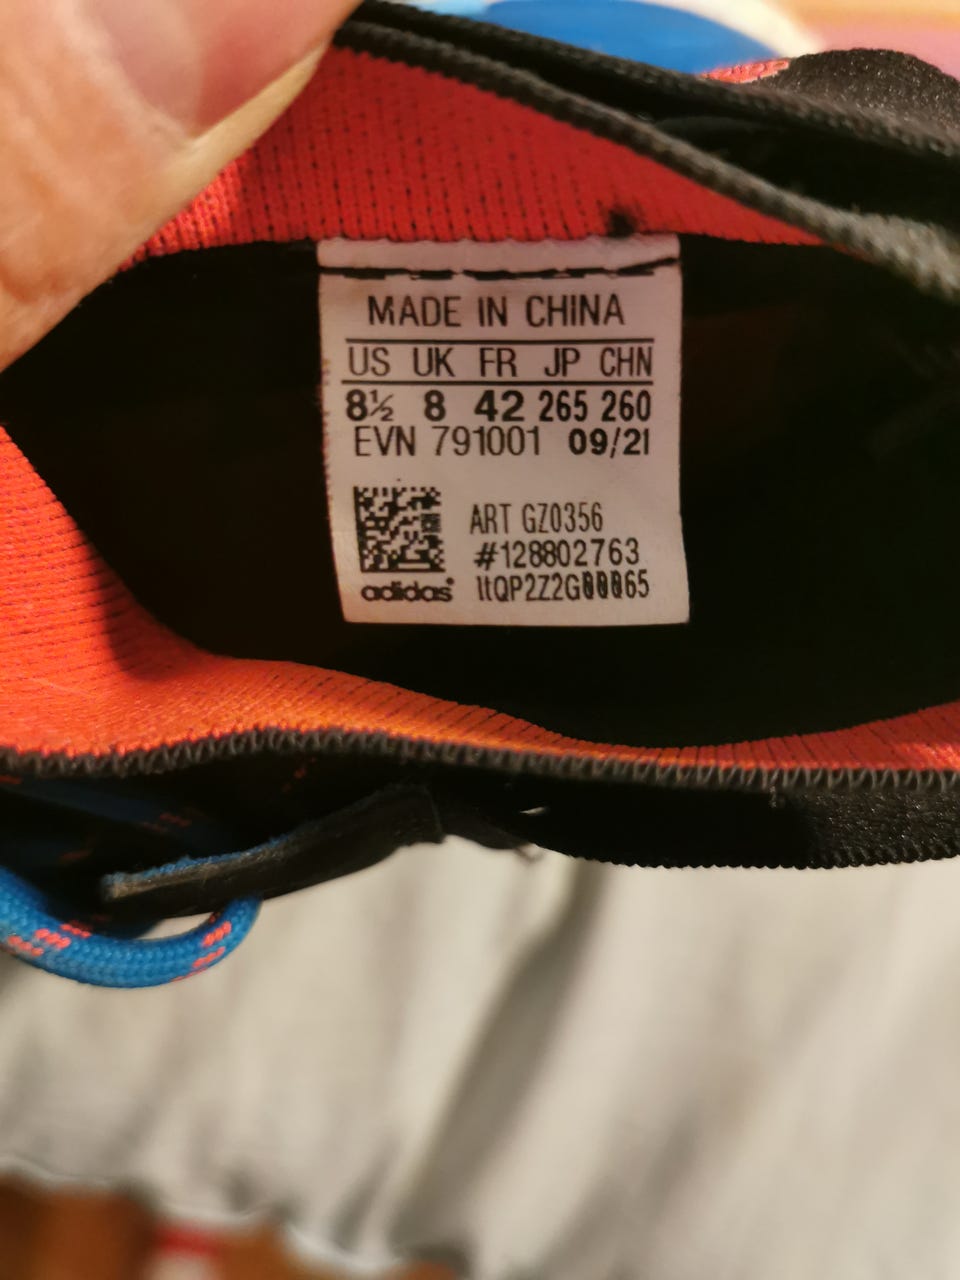 MADE IN CHINA
US UK FR JP CHN
8½ 8 42 265 260
EVN 791001 09/21
ART GZ0356
#128802763
adidas®